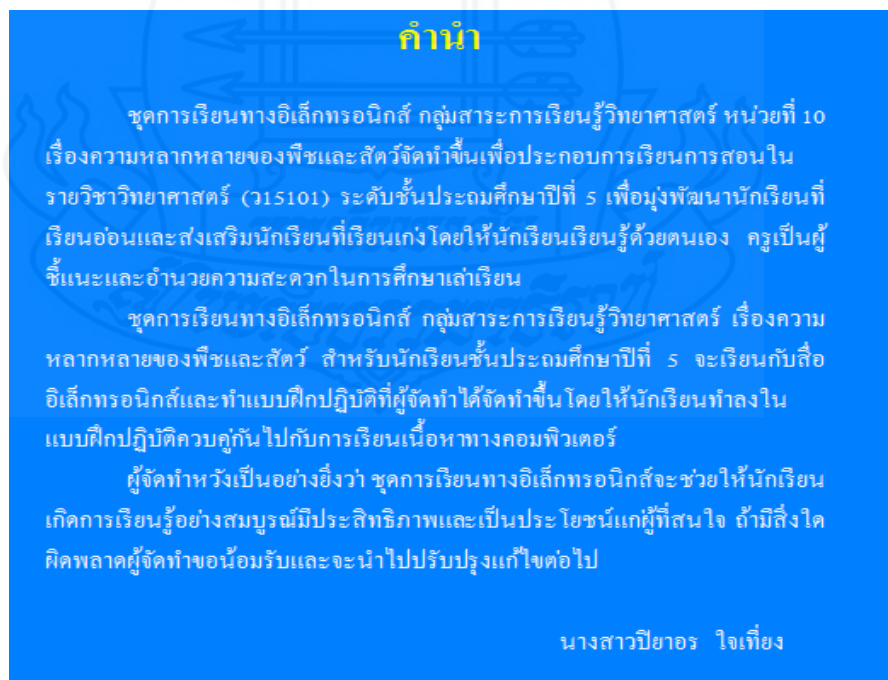 คำนำ
ชุดการเรียนทางอิเล็กทรอนิกส์ กลุ่มสาระการเรียนรู้วิทยาศาสตร์ หน่วยที่ 10
เรื่องความหลากหลายของพืชและสัตว์จัดทำขึ้นเพื่อประกอบการเรียนการสอนใน
รายวิชาวิทยาศาสตร์ (ว15101) ระดับชั้นประถมศึกษาปีที่ 5 เพื่อมุ่งพัฒนานักเรียนที่
เรียนอ่อนและส่งเสริมนักเรียนที่เรียนเก่งโดยให้นักเรียนเรียนรู้ด้วยตนเอง ครูเป็นผู้
ชี้แนะและอำนวยความสะดวกในการศึกษาเล่าเรียน
ชุดการเรียนทางอิเล็กทรอนิกส์ กลุ่มสาระการเรียนรู้วิทยาศาสตร์ เรื่องความ
หลากหลายของพืชและสัตว์ สำหรับนักเรียนชั้นประถมศึกษาปีที่ 5 จะเรียนกับสื่อ
อิเล็กทรอนิกส์และทำแบบฝึกปฏิบัติที่ผู้จัดทำได้จัดทำขึ้นโดยให้นักเรียนทำลงใน
แบบฝึกปฏิบัติควบคู่กันไปกับการเรียนเนื้อหาทางคอมพิวเตอร์
ผู้จัดทำหวังเป็นอย่างยิ่งว่า ชุดการเรียนทางอิเล็กทรอนิกส์จะช่วยให้นักเรียน
เกิดการเรียนรู้อย่างสมบูรณ์มีประสิทธิภาพและเป็นประโยชน์แก่ผู้ที่สนใจ ถ้ามีสิ่งใด
ผิดพลาดผู้จัดทำขอน้อมรับและจะนำไปปรับปรุงแก้ไขต่อไป
นางสาวปิยาอร ใจเที่ยง